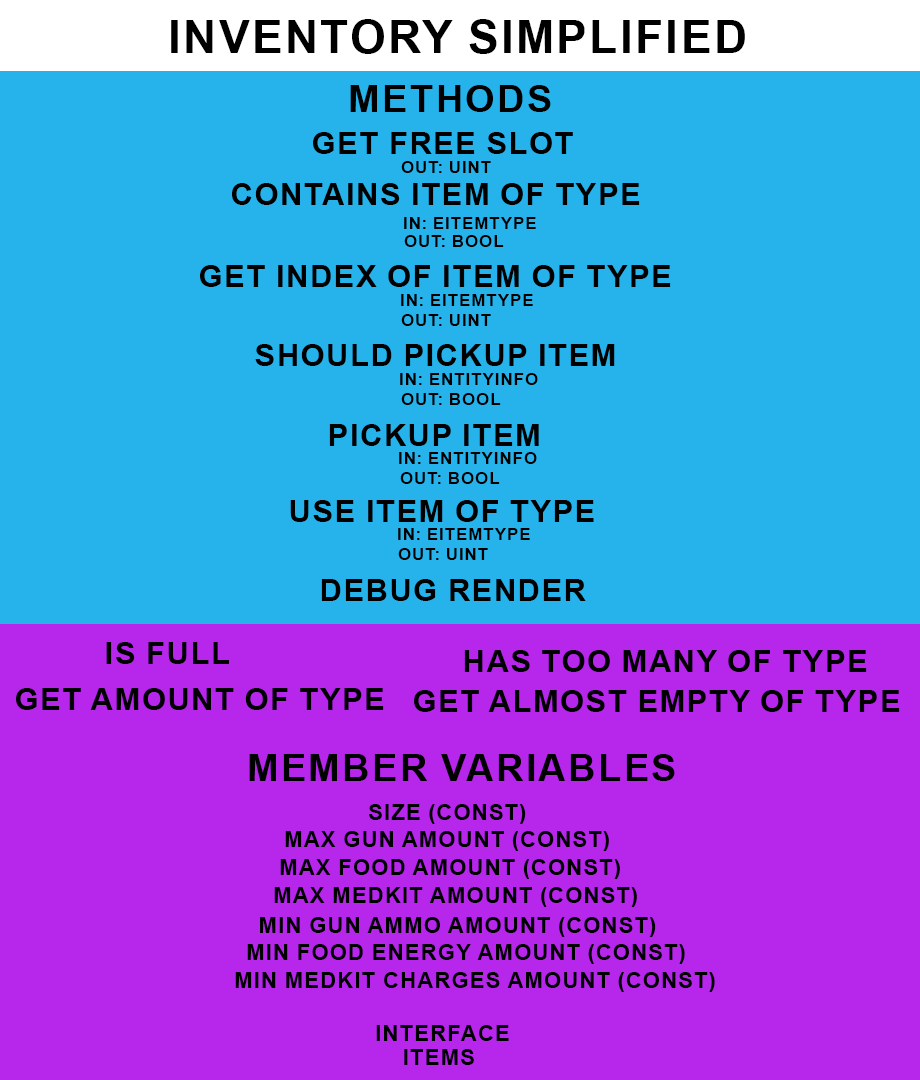 INVENTORY SIMPLIFIED
METHODS
GET FREE SLOT
OUT: UINT
CONTAINS ITEM OF TYPE
IN: EITEMTYPE
OUT: BOOL
GET INDEX OF ITEM OF TYPE
IN: EITEMTYPE
OUT: UINT
SHOULD PICKUP ITEM
IN: ENTITYINFO
OUT: BOOL
PICKUP ITEM
IN: ENTITYINFO
OUT: BOOL
USE ITEM OF TYPE
IN: EITEMTYPE
OUT: UINT
DEBUG RENDER
IS FULL
HAS TOO MANY OF TYPE
GET AMOUNT OF TYPE
GET ALMOST EMPTY OF TYPE
MEMBER VARIABLES
SIZE (CONST)
MAX GUN AMOUNT (CONST)
MAX FOOD AMOUNT (CONST)
MAX MEDKIT AMOUNT (CONST)
MIN GUN AMMO AMOUNT (CONST)
MIN FOOD ENERGY AMOUNT (CONST)
MIN MEDKIT CHARGES AMOUNT (CONST)
INTERFACE
ITEMS